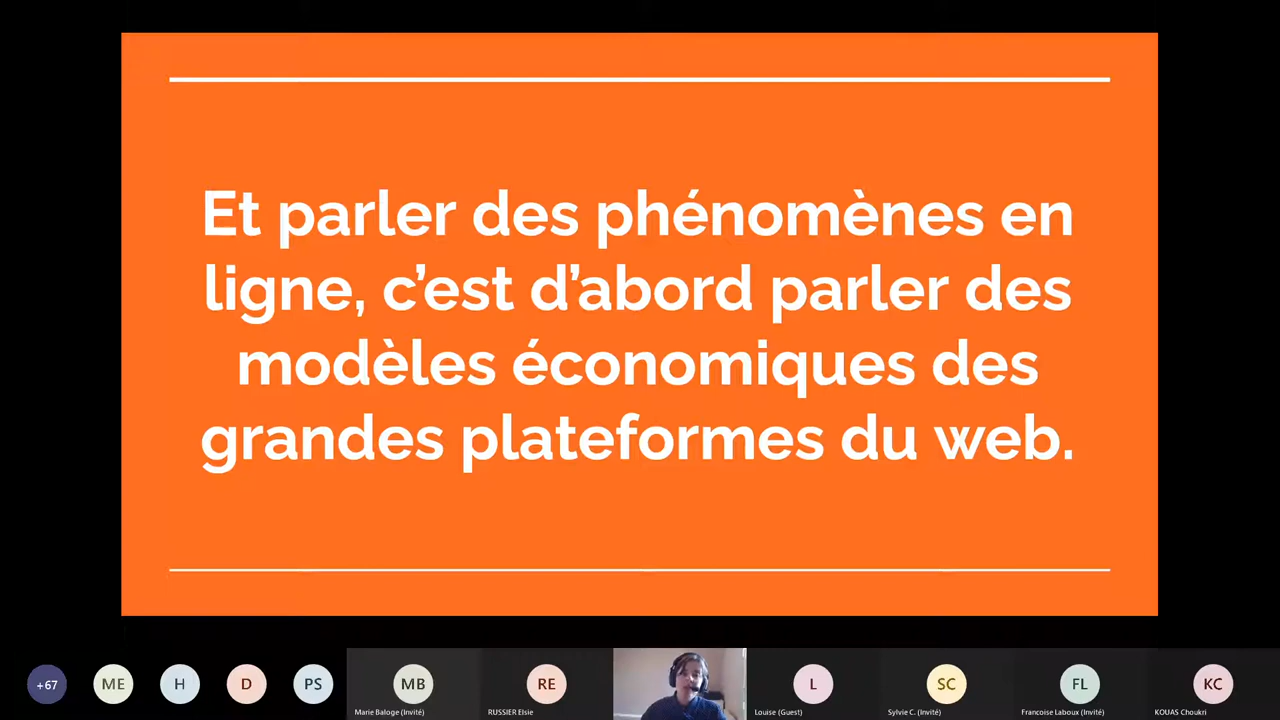 Et parler des phénomènes en
ligne, c’est d’abord parler des
modèles économiques des
grandes plateformes du web.
+67
ME
H
D
PS
MB
Marie Baloge (Invité)
RE
RUSSIER Elsie
L
Louise (Guest)
SC
Sylvie C. (Invité)
FL
Francoise Laboux (Invité)
KC
KOUAS Choukri